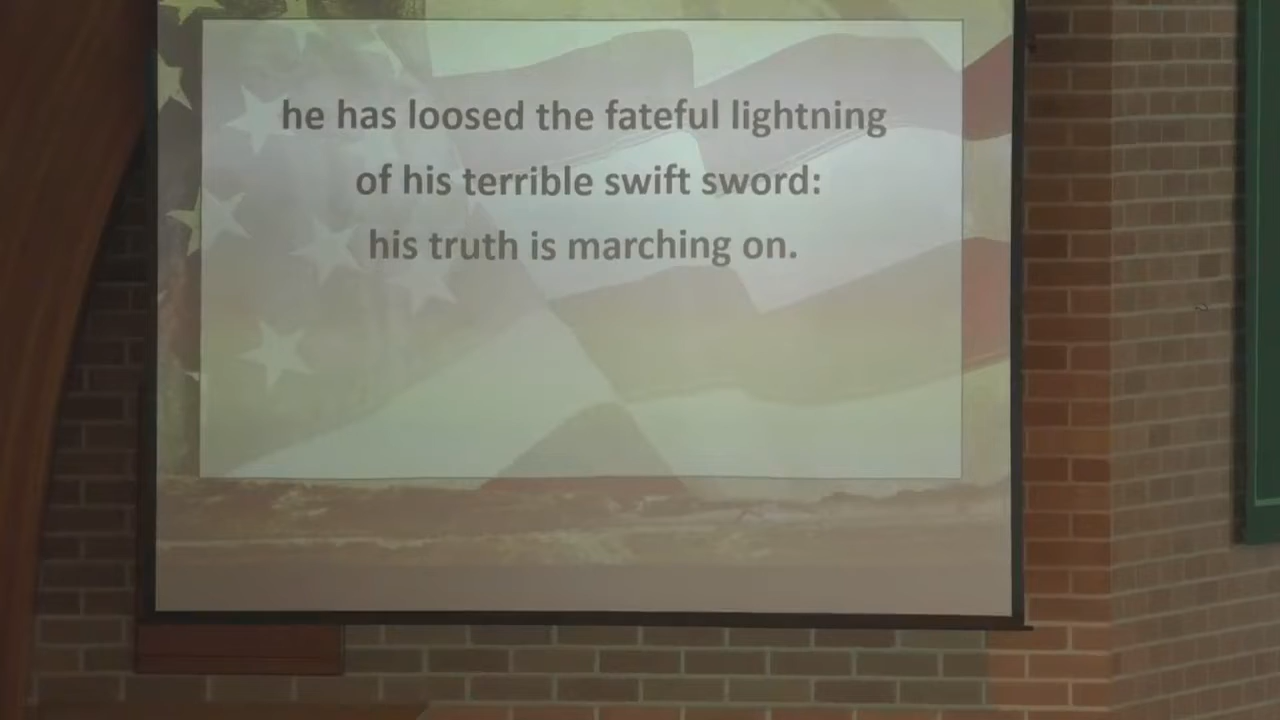 he has loosed the fateful lightning
of his terrible swift sword:
his truth is marching on.